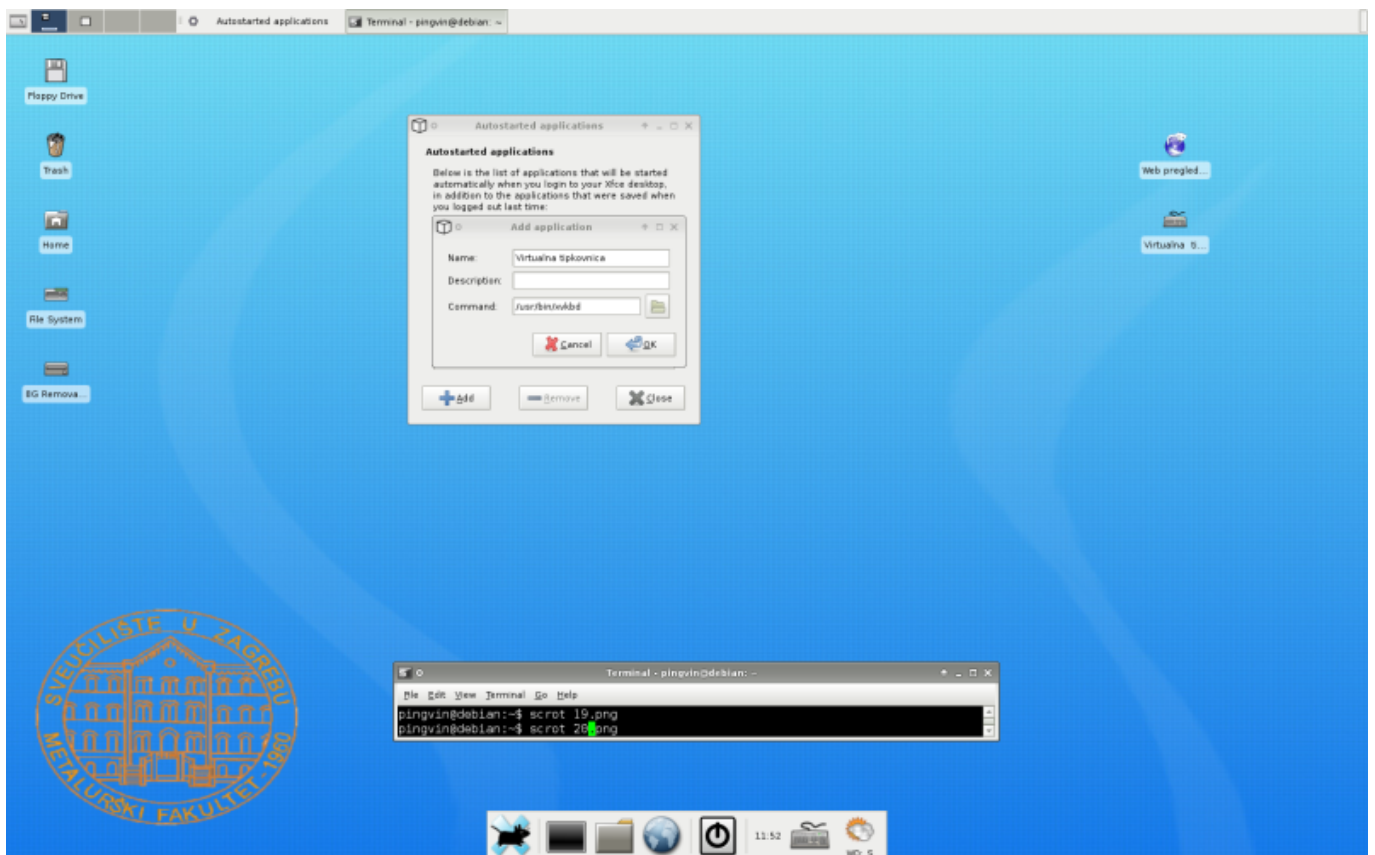 Autostarted applications
Terminal - pingvin@debian: ~
Floppy Drive
Trash
Home
File System
8G Remova...
Web pregled...
Virtualna ti...
Autostarted applications
Autostarted applications
Below is the list of applications that will be started
automatically when you login to your Xfce desktop,
in addition to the applications that were saved when
you logged out last time:
Add application
Name: Virtualna tipkovnica
Description:
Command: /usr/bin/xvkbd
Cancel OK
Add Remove Close
SVEUČILIŠTE U ZAGREBU
METALURŠKI FAKULTET - 1960
Terminal - pingvin@debian: ~
File Edit View Terminal Go Help
pingvin@debian:~$ scrot 19.png
pingvin@debian:~$ scrot 20.png
11:52